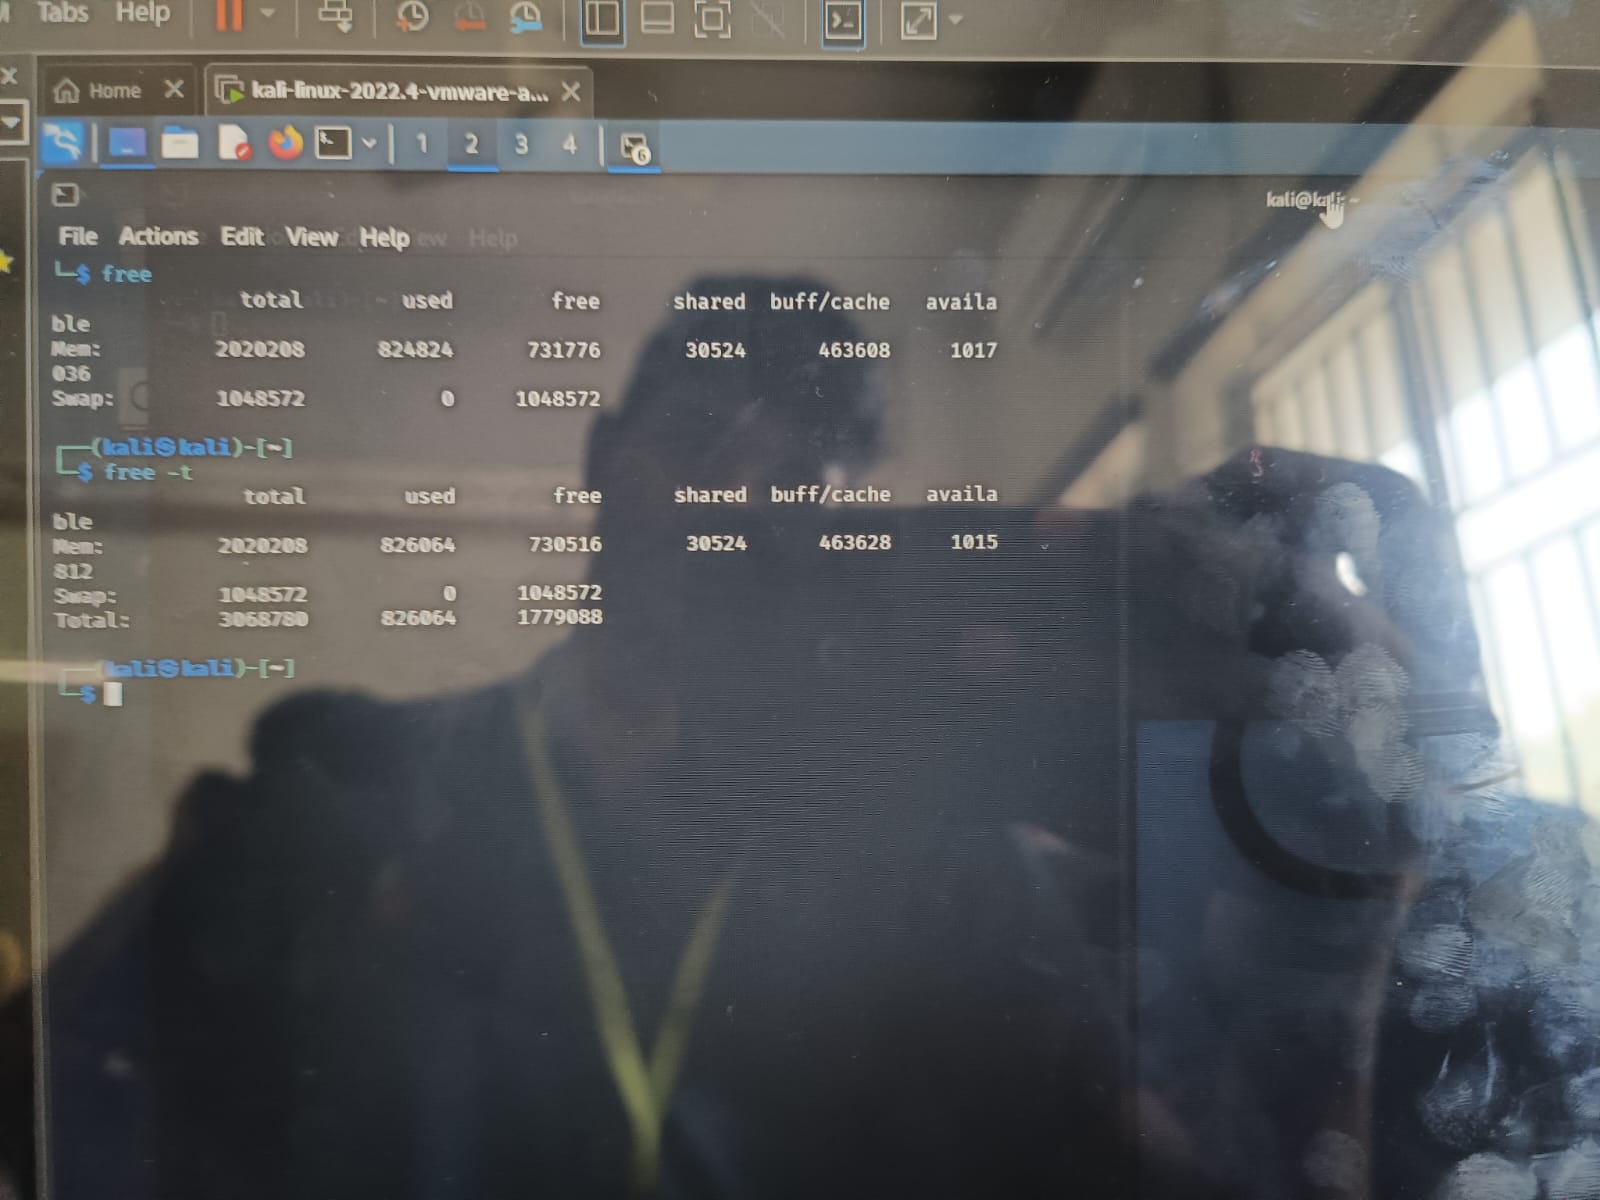 Tabs Help
Home
kali-linux-2022.4-vmware-a...
1 2 3 4 6
kali@kali: ~
File Actions Edit View Help
└─$ free
total used free shared buff/cache availa
ble
Mem: 2020208 824824 731776 30524 463608 1017
036
Swap: 1048572 0 1048572
┌──(kali㉿kali)-[~]
└─$ free -t
total used free shared buff/cache availa
ble
Mem: 2020208 826064 730516 30524 463628 1015
812
Swap: 1048572 0 1048572
Total: 3068780 826064 1779088
┌──(kali㉿kali)-[~]
└─$